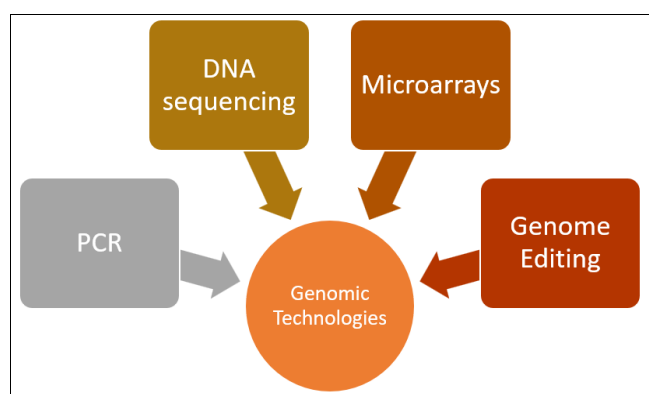 DNA
sequencing
Microarrays
PCR
Genome
Editing
Genomic
Technologies